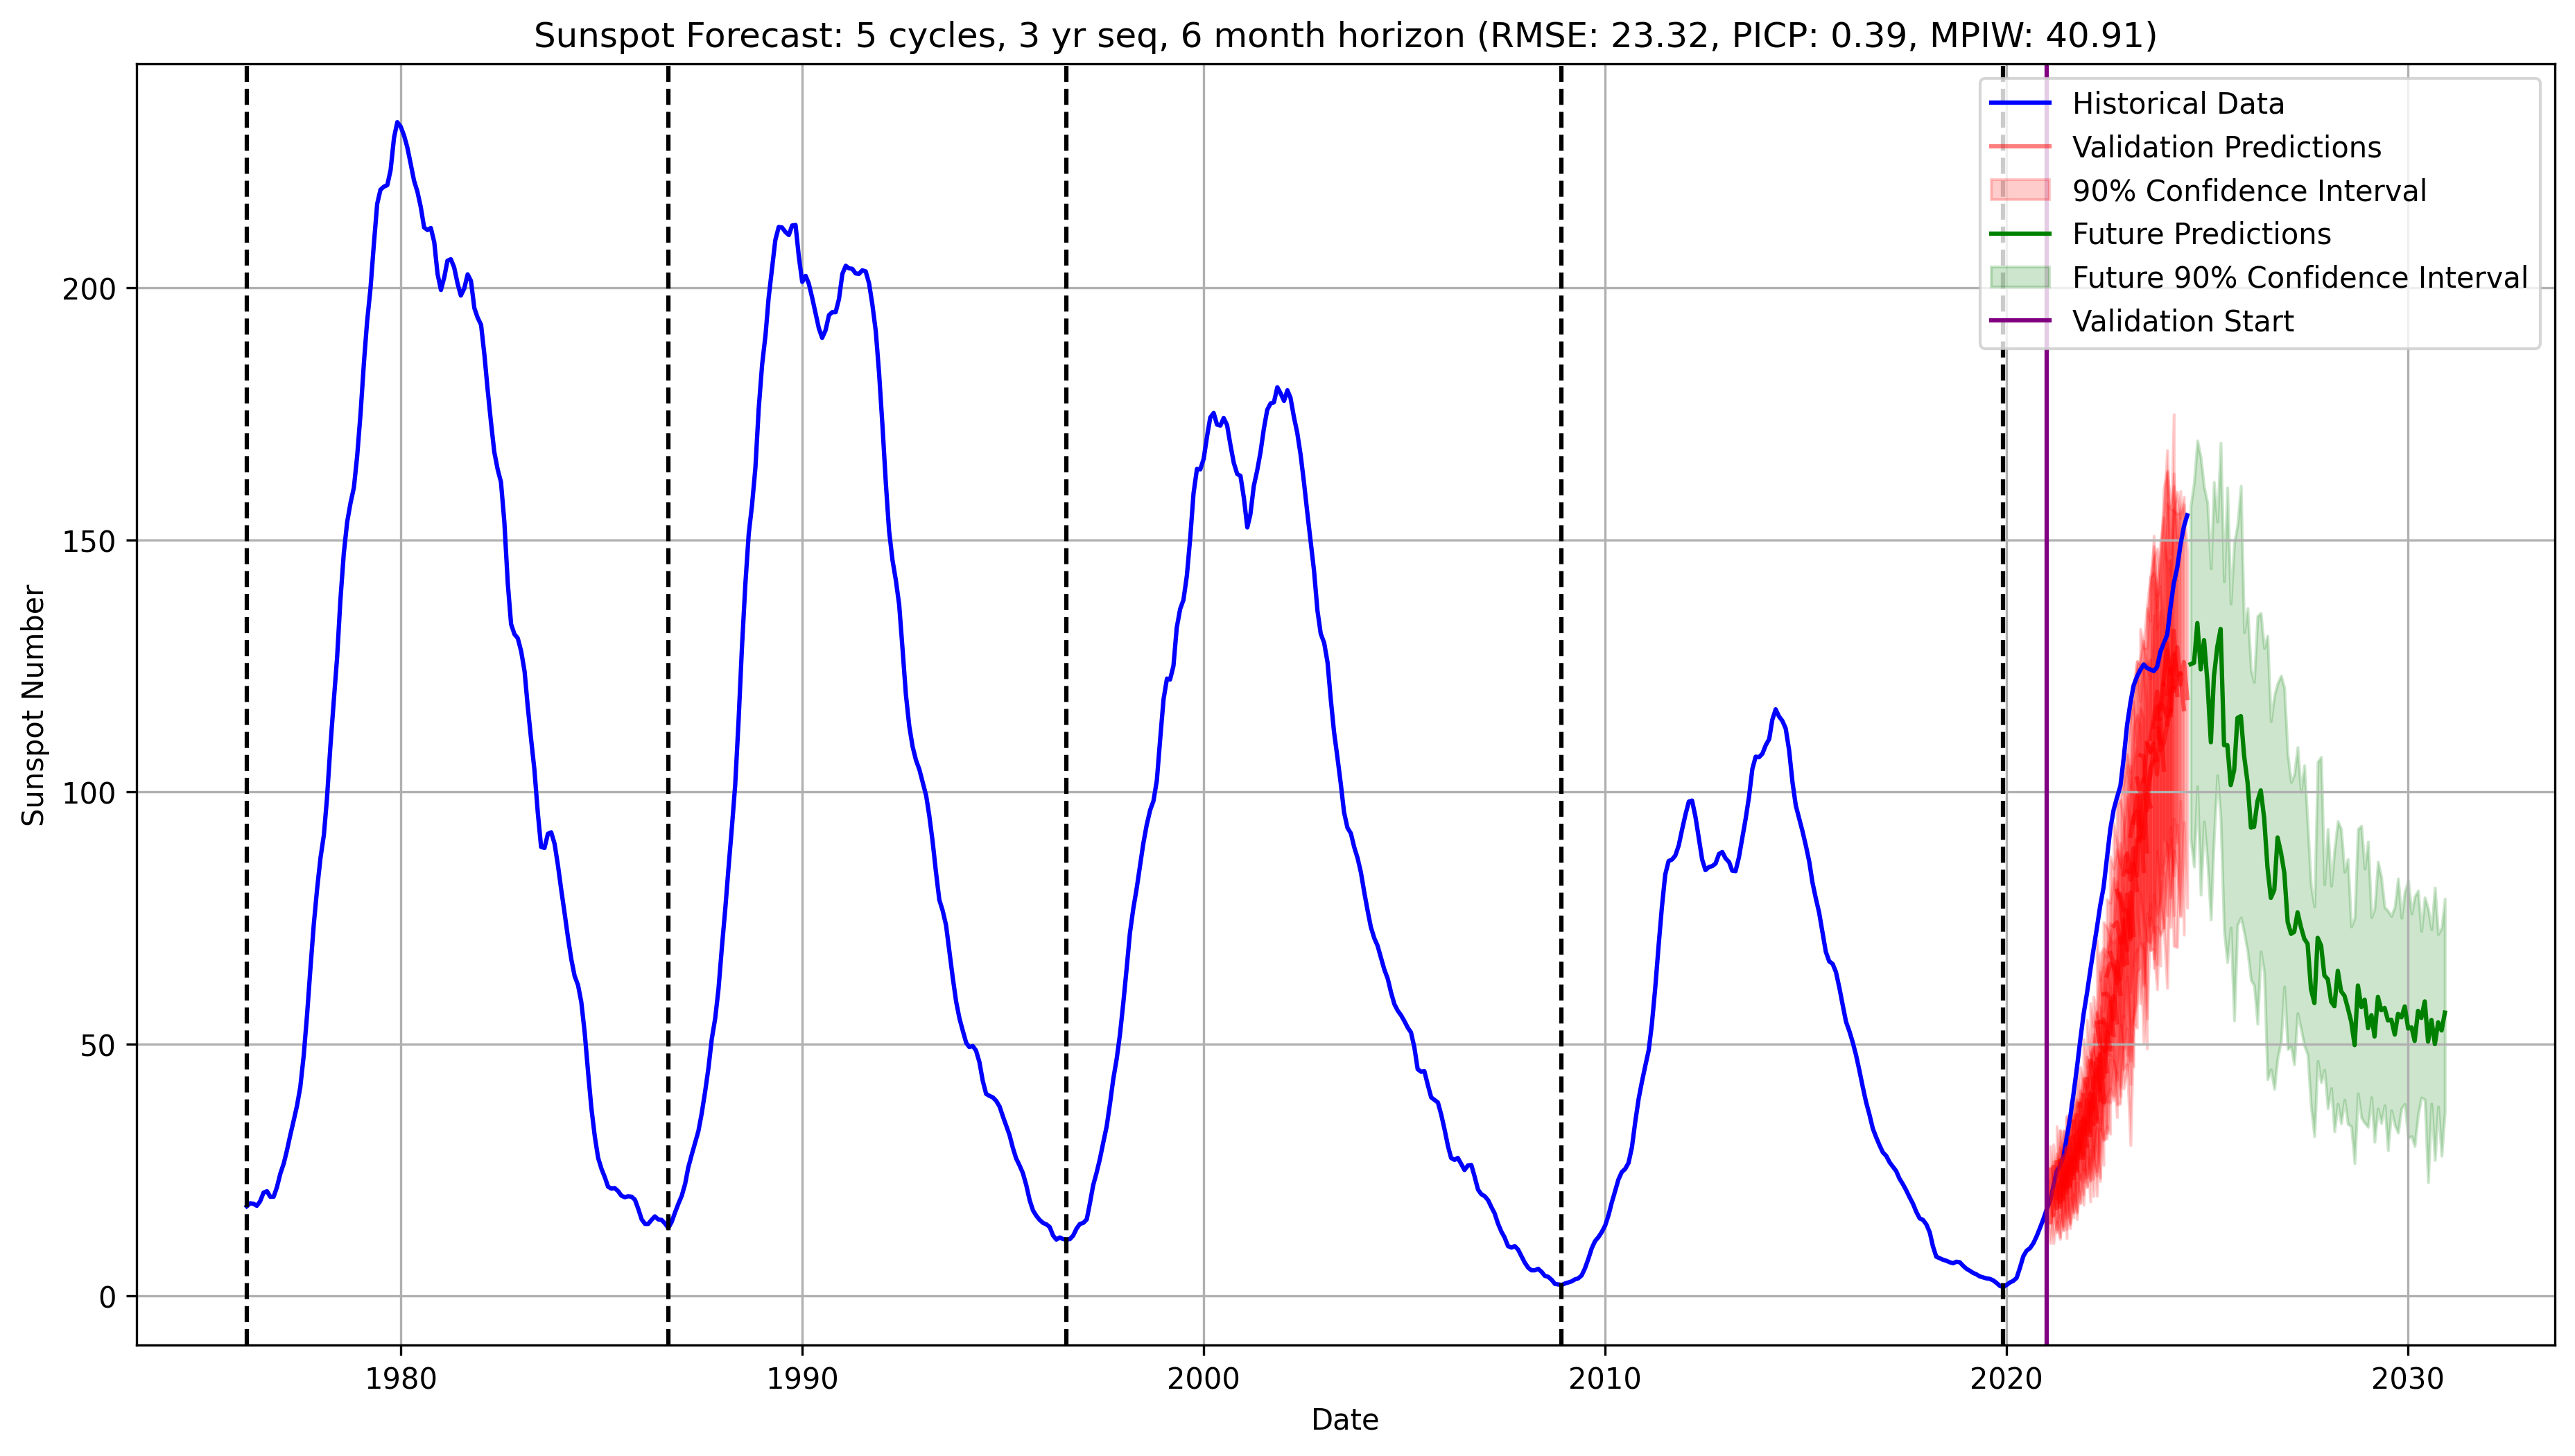 Sunspot Forecast: 5 cycles, 3 yr seq, 6 month horizon (RMSE: 23.32, PICP: 0.39, MPIW: 40.91)
Historical Data
Validation Predictions
90% Confidence Interval
Future Predictions
Future 90% Confidence Interval
Validation Start
Sunspot Number
200
150
100
50
0
1980
1990
2000
2010
2020
2030
Date